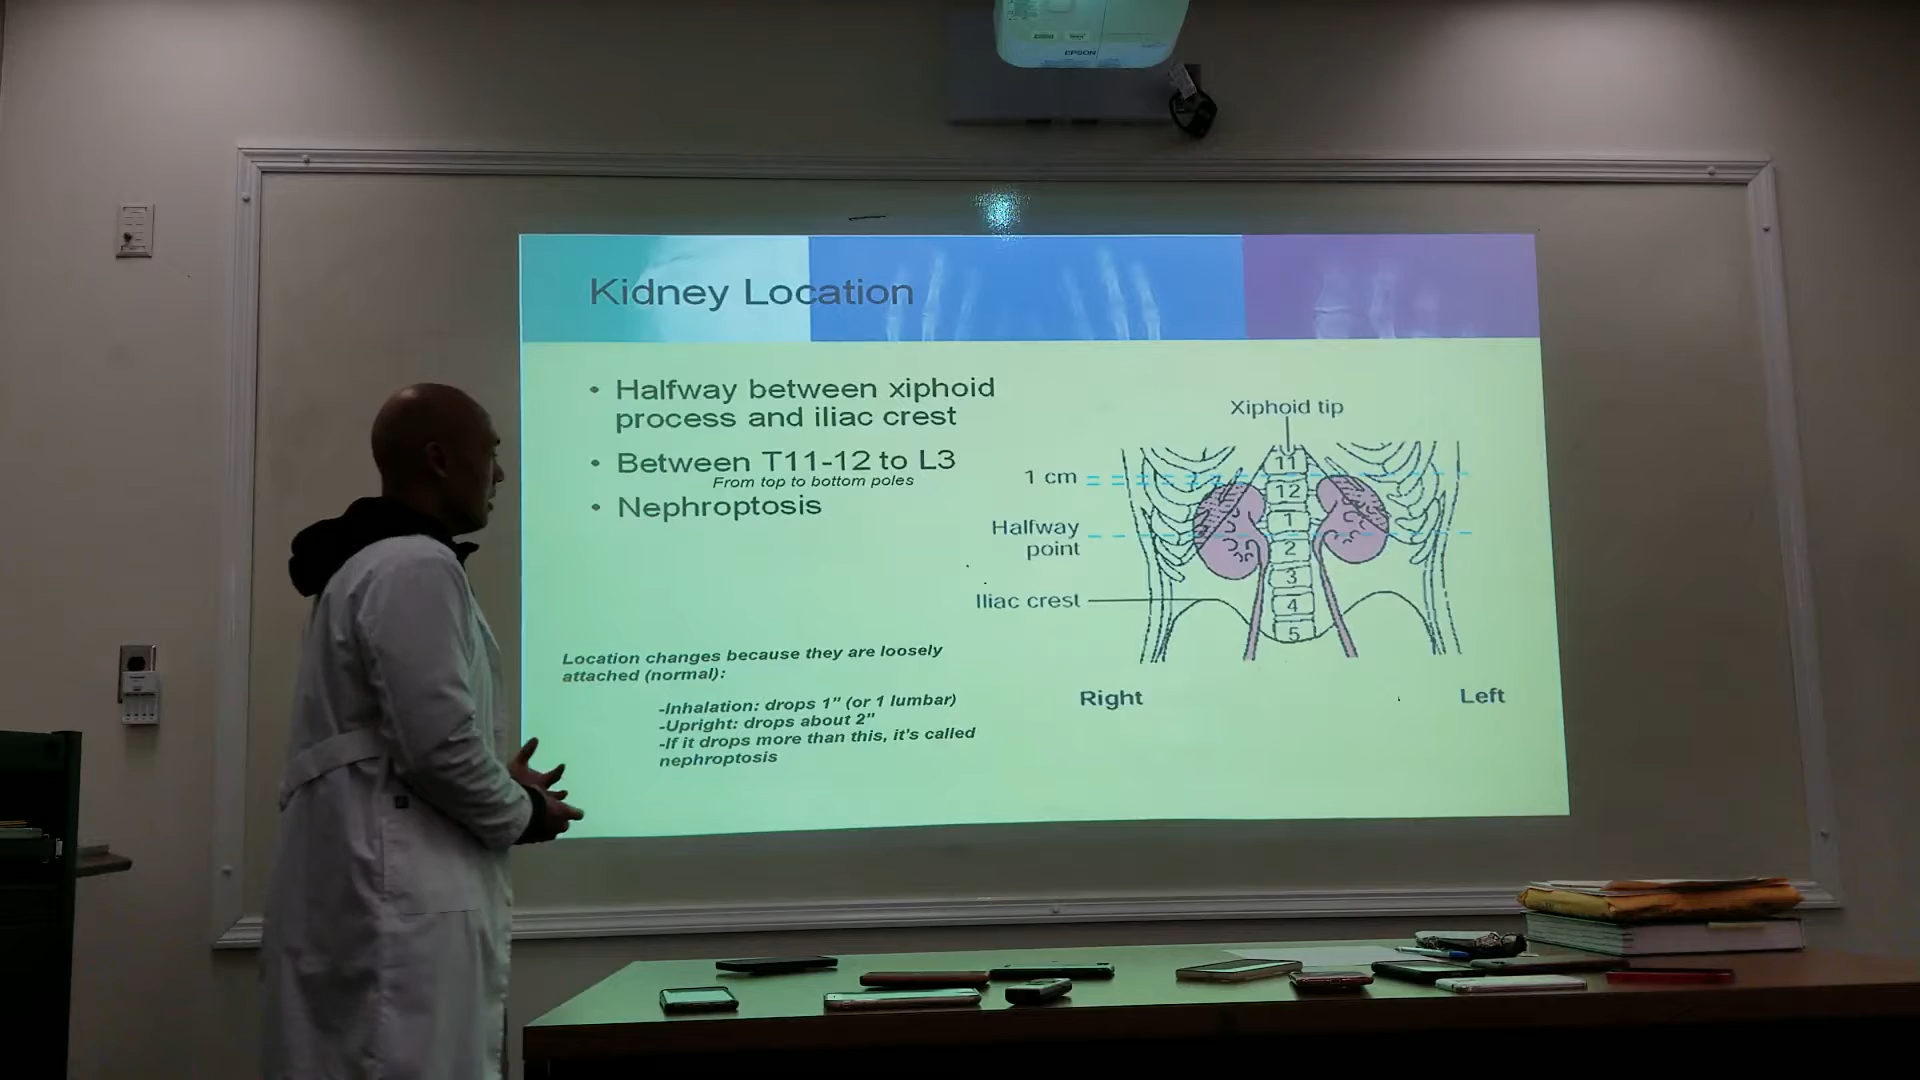 EPSON
Kidney Location
• Halfway between xiphoid
process and iliac crest
• Between T11-12 to L3
From top to bottom poles
• Nephroptosis
Location changes because they are loosely
attached (normal):
-Inhalation: drops 1" (or 1 lumbar)
-Upright: drops about 2"
-If it drops more than this, it's called
nephroptosis
Xiphoid tip
11
1 cm
12
1
Halfway
point
2
3
Iliac crest
4
5
Right
Left